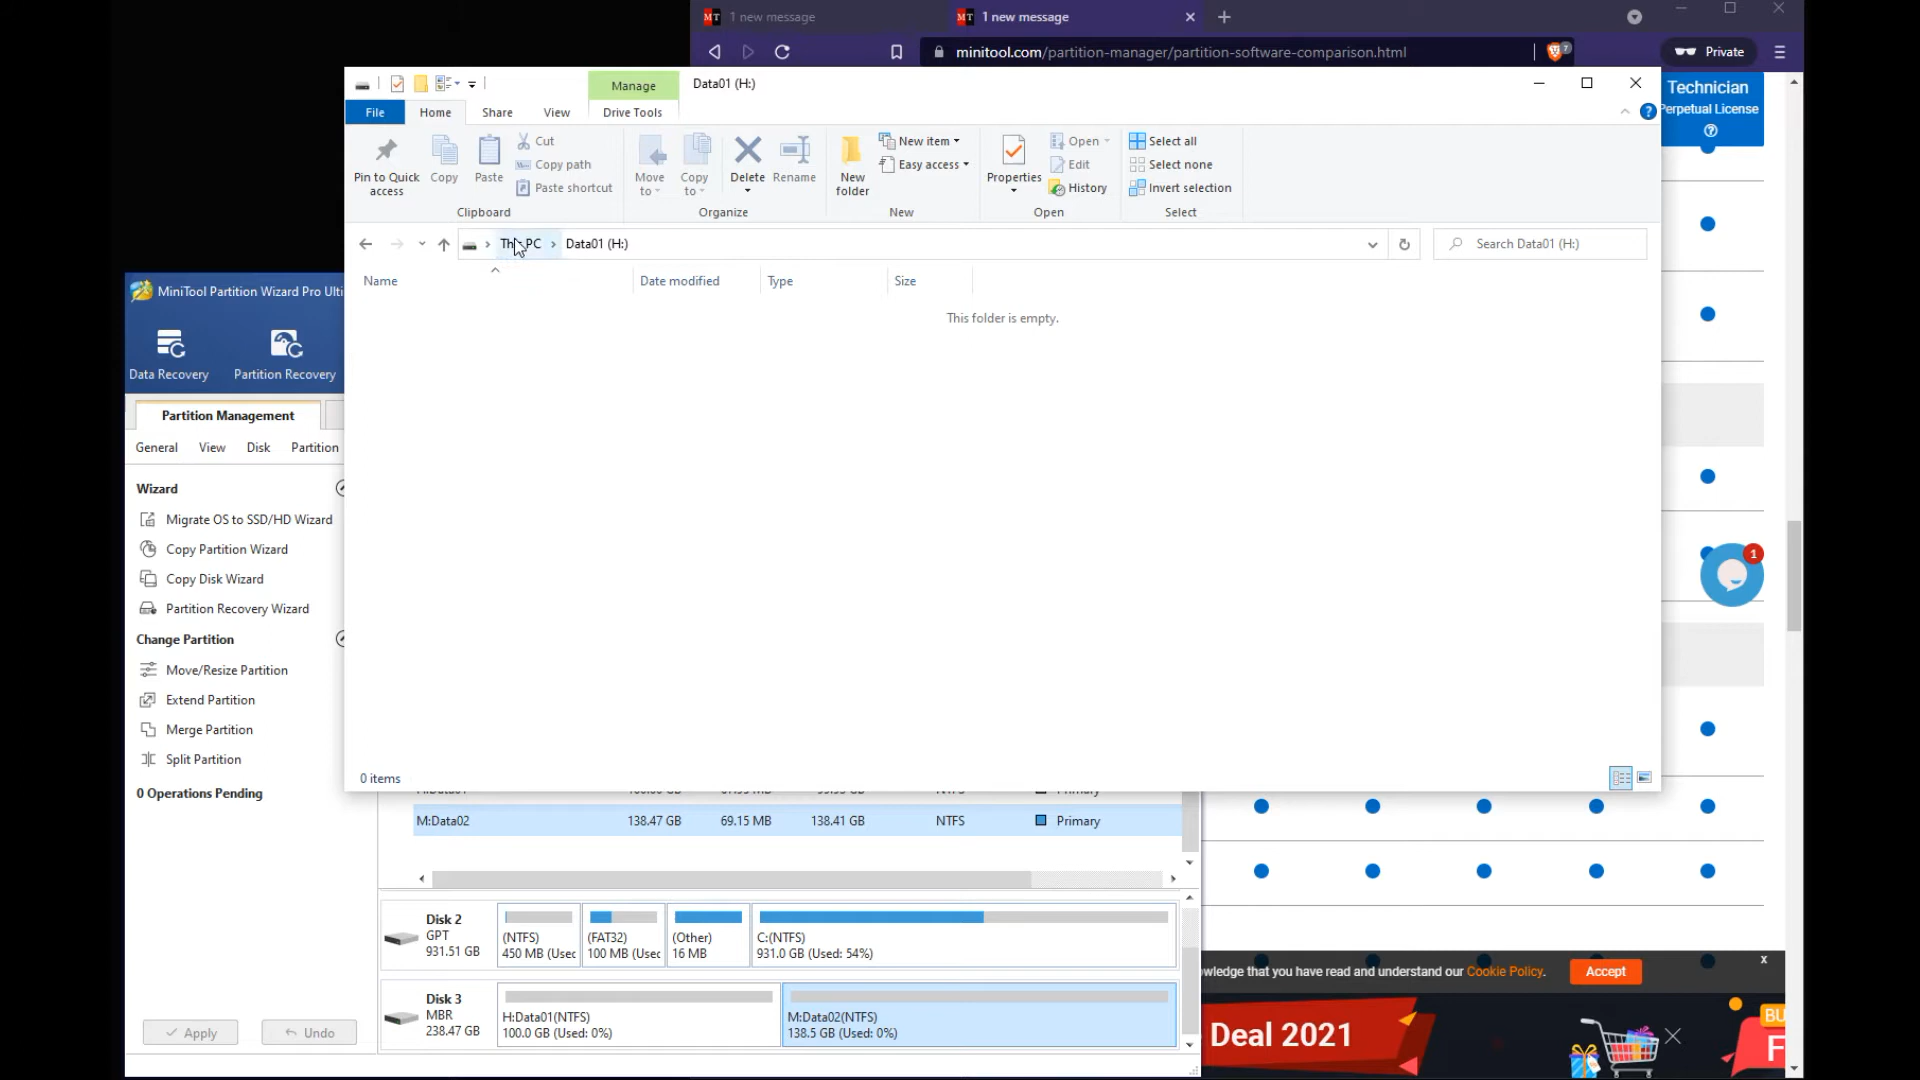 1 new message
1 new message
minitool.com/partition-manager/partition-software-comparison.html
7
Private
Manage
Data01 (H:)
File
Home
Share
View
Drive Tools
Pin to Quick access
Copy
Paste
Cut
Copy path
Paste shortcut
Clipboard
Move to
Copy to
Delete
Rename
Organize
New folder
New item
Easy access
New
Properties
Open
Edit
History
Open
Select all
Select none
Invert selection
Select
PC
Data01 (H:)
Search Data01 (H:)
Name
Date modified
Type
Size
This folder is empty.
0 items
Technician
Perpetual License
MiniTool Partition Wizard Pro Ulti
Data Recovery
Partition Recovery
Partition Management
General
View
Disk
Partition
Wizard
Migrate OS to SSD/HD Wizard
Copy Partition Wizard
Copy Disk Wizard
Partition Recovery Wizard
Change Partition
Move/Resize Partition
Extend Partition
Merge Partition
Split Partition
0 Operations Pending
Apply
Undo
M:Data02
138.47 GB
69.15 MB
138.41 GB
NTFS
Primary
Disk 2
GPT
931.51 GB
(NTFS)
450 MB (Used
(FAT32)
100 MB (Used
(Other)
16 MB
C:(NTFS)
931.0 GB (Used: 54%)
Disk 3
MBR
238.47 GB
H:Data01(NTFS)
100.0 GB (Used: 0%)
M:Data02(NTFS)
138.5 GB (Used: 0%)
1
wledge that you have read and understand our Cookie Policy.
Accept
x
Deal 2021
BU
F